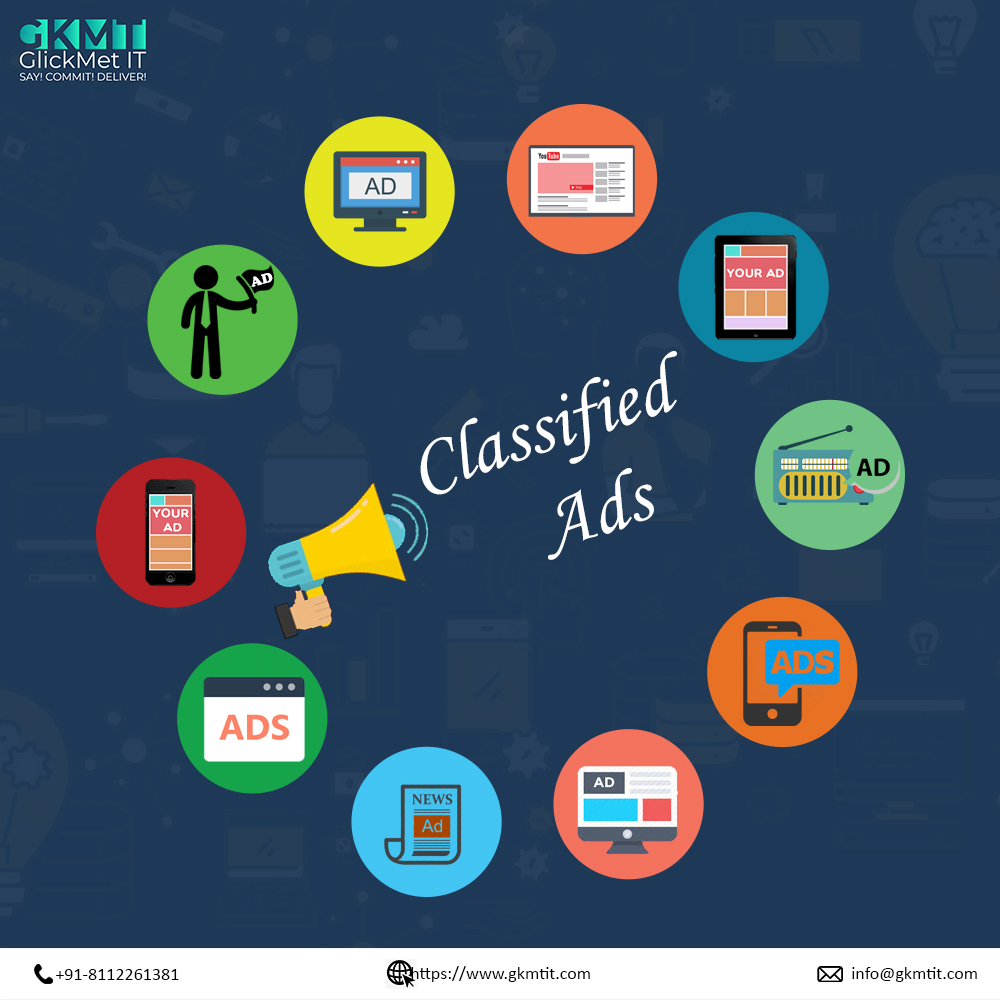 GKMIT
GlickMet IT
SAY! COMMIT! DELIVER!
AD
YouTube
AD
YOUR AD
Classified
Ads
AD
YOUR
AD
ADS
ADS
AD
NEWS
Ad
+91-8112261381
https://www.gkmtit.com
info@gkmtit.com